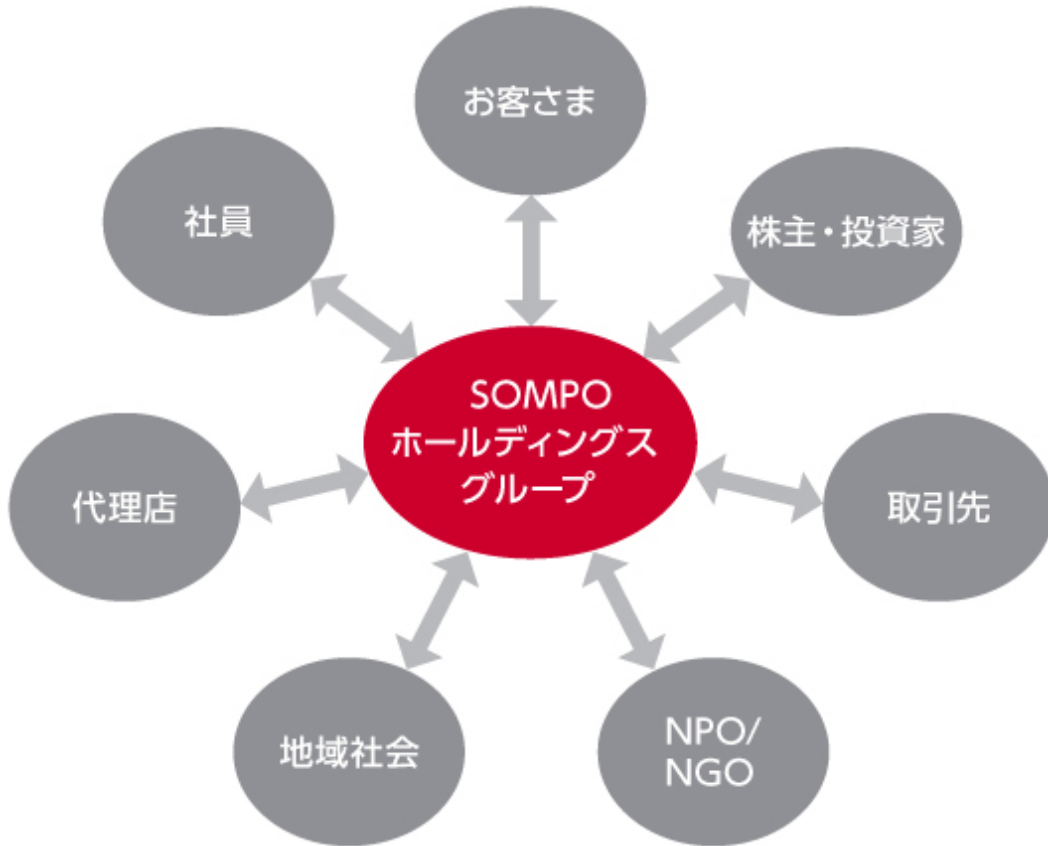 お客さま
社員
株主・投資家
SOMPO
ホールディングス
グループ
代理店
取引先
地域社会
NPO/
NGO